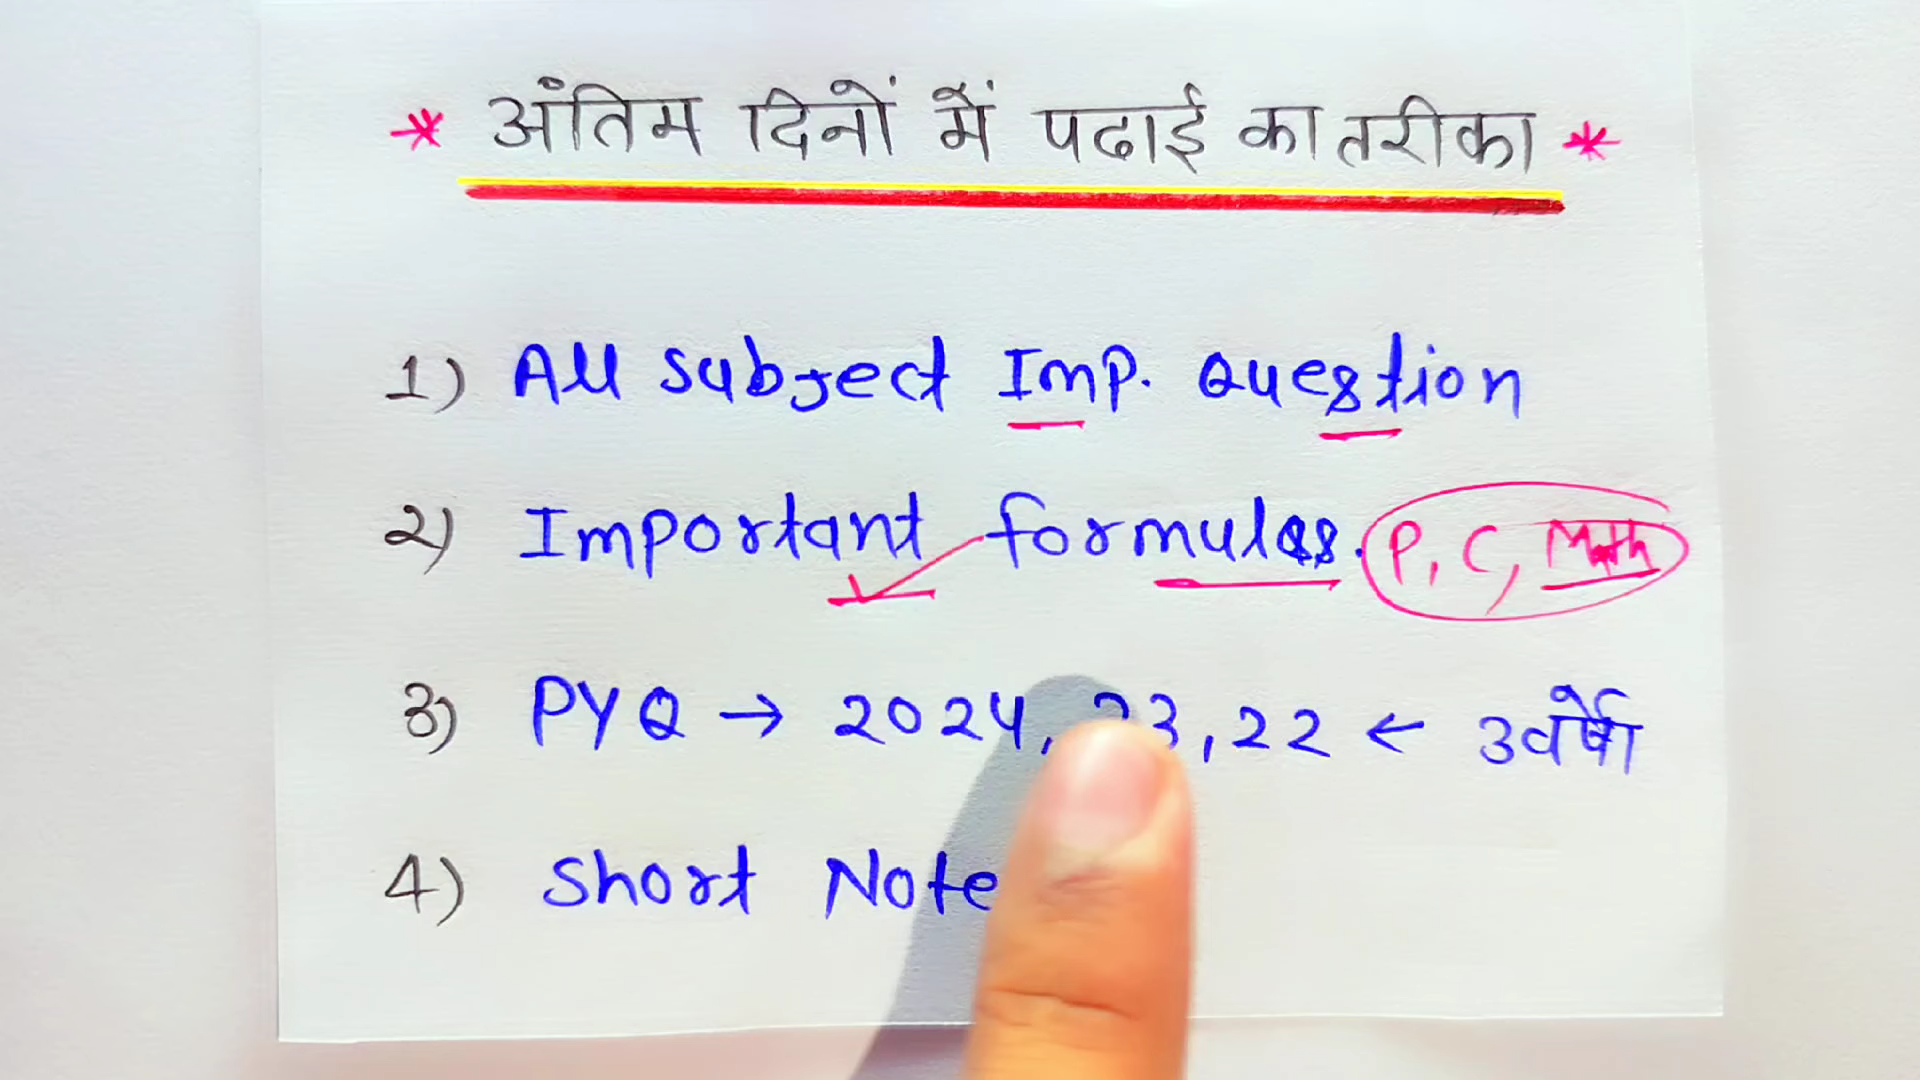 * अंतिम दिनों में पढाई का तरीका *
1) All subject Imp. Question
2) Important formulas. P, C, Math
3) PYQ → 2024, 23, 22 ← 3 वर्षो
4) Short Note